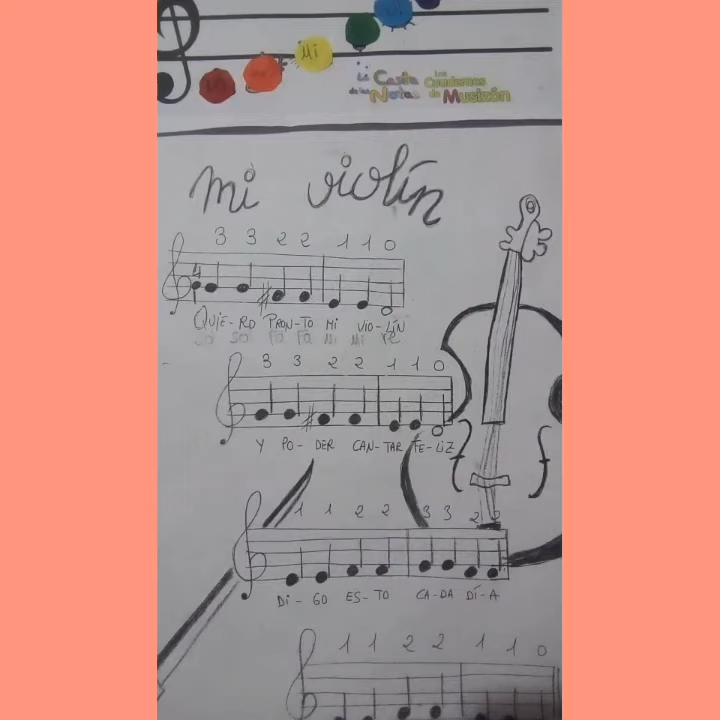 Mi
La Casita de las Notas
Los Cuadernos de Musizón
mi violín
3 3 2 2 1 1 0
4
QUIE-RO PRON-TO MI VIO-LÍN
3 3 2 2 1 1 0
Y PO-DER CAN-TAR FE-LIZ
1 1 2 2 3 3 2 2
DI-GO ES-TO CA-DA DÍ-A
1 1 2 2 1 1 0